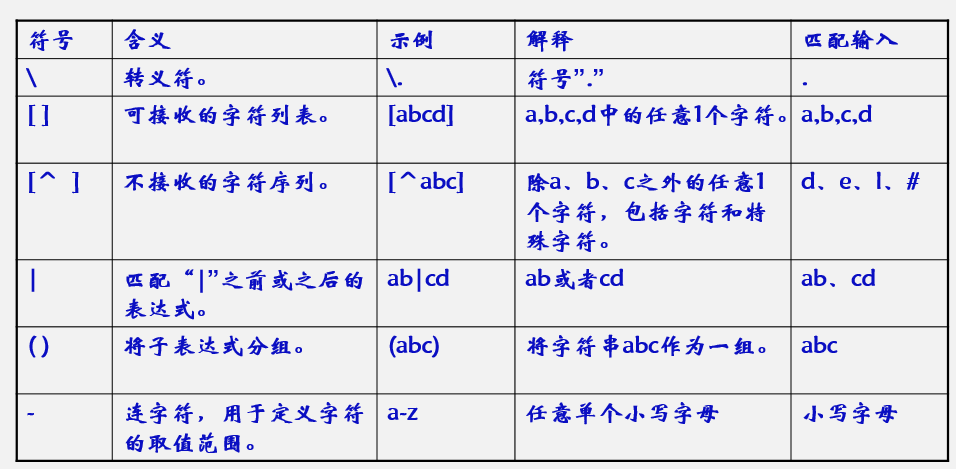 符号 含义 示例 解释 匹配输入
\ 转义符。 \. 符号”.” .
[ ] 可接收的字符列表。 [abcd] a,b,c,d中的任意1个字符。 a,b,c,d
[^ ] 不接收的字符序列。 [^abc] 除a、b、c之外的任意1 d、e、l、#
个字符，包括字符和特
殊字符。
| 匹配“|”之前或之后的 ab|cd ab或者cd ab、cd
表达式。
( ) 将子表达式分组。 (abc) 将字符串abc作为一组。 abc
- 连字符，用于定义字符 a-z 任意单个小写字母 小写字母
的取值范围。